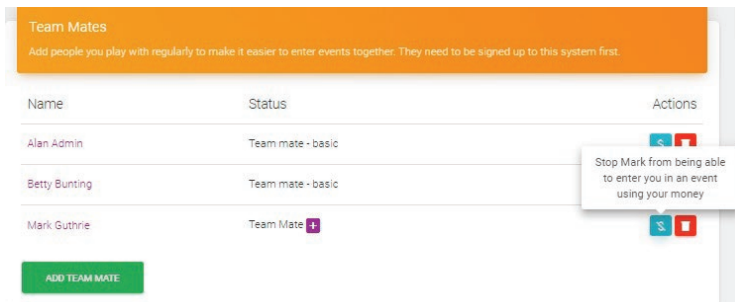 Team Mates
Add people you play with regularly to make it easier to enter events together. They need to be signed up to this system first.
Name Status Actions
Alan Admin Team mate - basic
Stop Mark from being able
to enter you in an event
using your money
Betty Bunting Team mate - basic
Mark Guthrie Team Mate +
ADD TEAM MATE